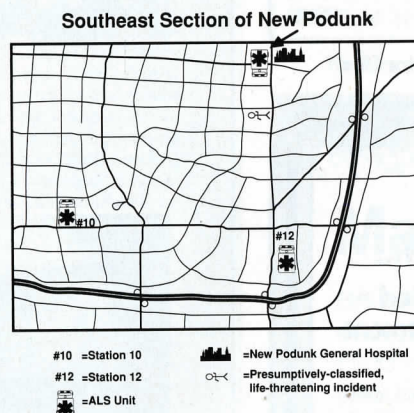 Southeast Section of New Podunk
#10
#12
#10 =Station 10
#12 =Station 12
=ALS Unit
=New Podunk General Hospital
=Presumptively-classified,
life-threatening incident